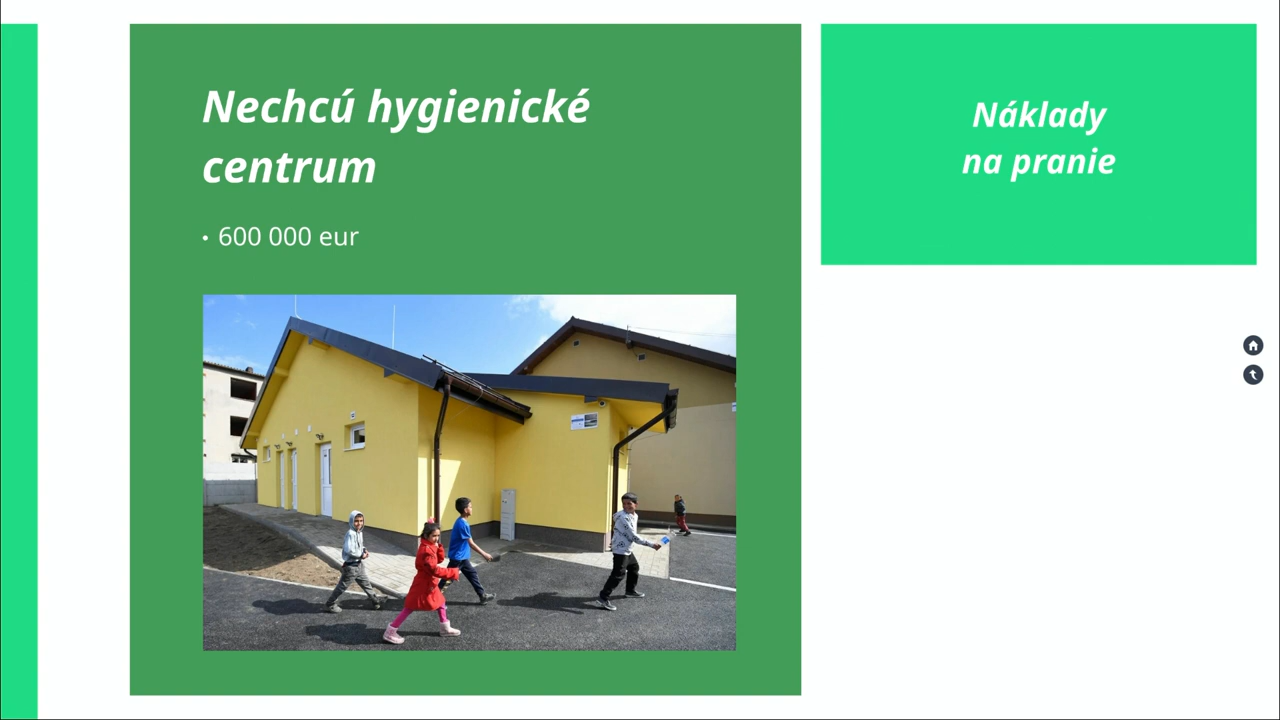 Nechcú hygienické
centrum
• 600 000 eur
Náklady
na pranie